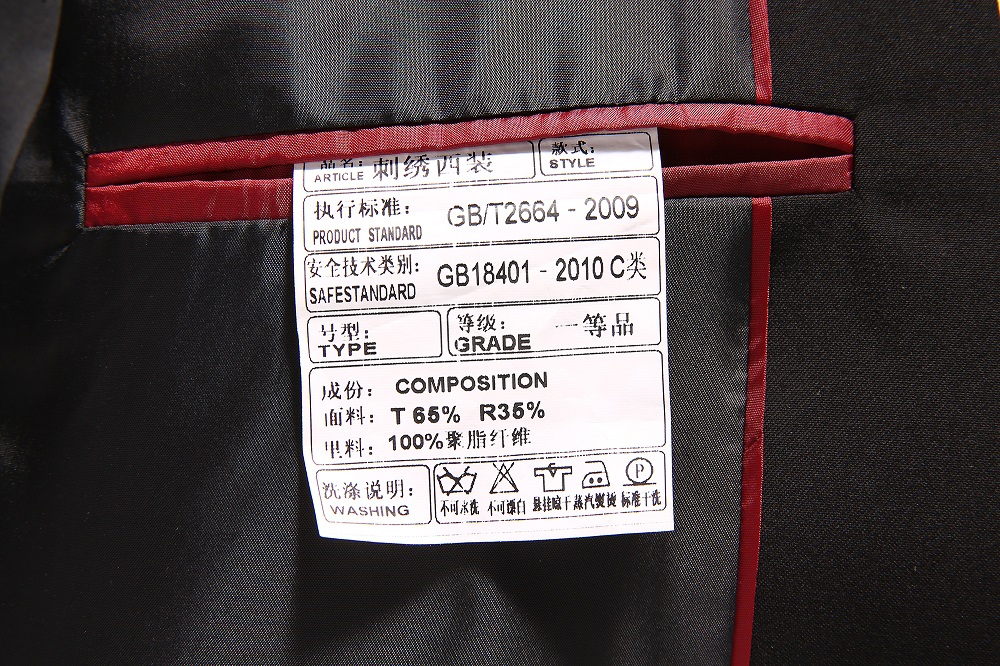 品名: 刺绣西装
ARTICLE
款式:
STYLE
执行标准: GB/T2664 - 2009
PRODUCT STANDARD
安全技术类别: GB18401 - 2010 C类
SAFESTANDARD
号型:
TYPE
等级: 一等品
GRADE
成份: COMPOSITION
面料: T 65% R35%
里料: 100%聚脂纤维
洗涤说明:
WASHING
P
不可水洗 不可漂白 悬挂晾干 蒸汽熨烫 标准干洗